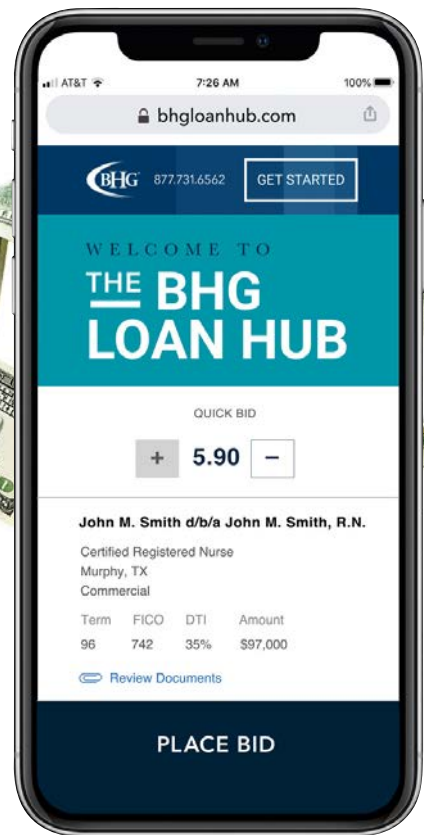 AT&T 7:26 AM 100%
bhgloanhub.com
BHG 877.731.6562 GET STARTED
WELCOME TO
THE BHG
LOAN HUB
QUICK BID
+ 5.90 −
John M. Smith d/b/a John M. Smith, R.N.
Certified Registered Nurse
Murphy, TX
Commercial
Term FICO DTI Amount
96 742 35% $97,000
Review Documents
PLACE BID